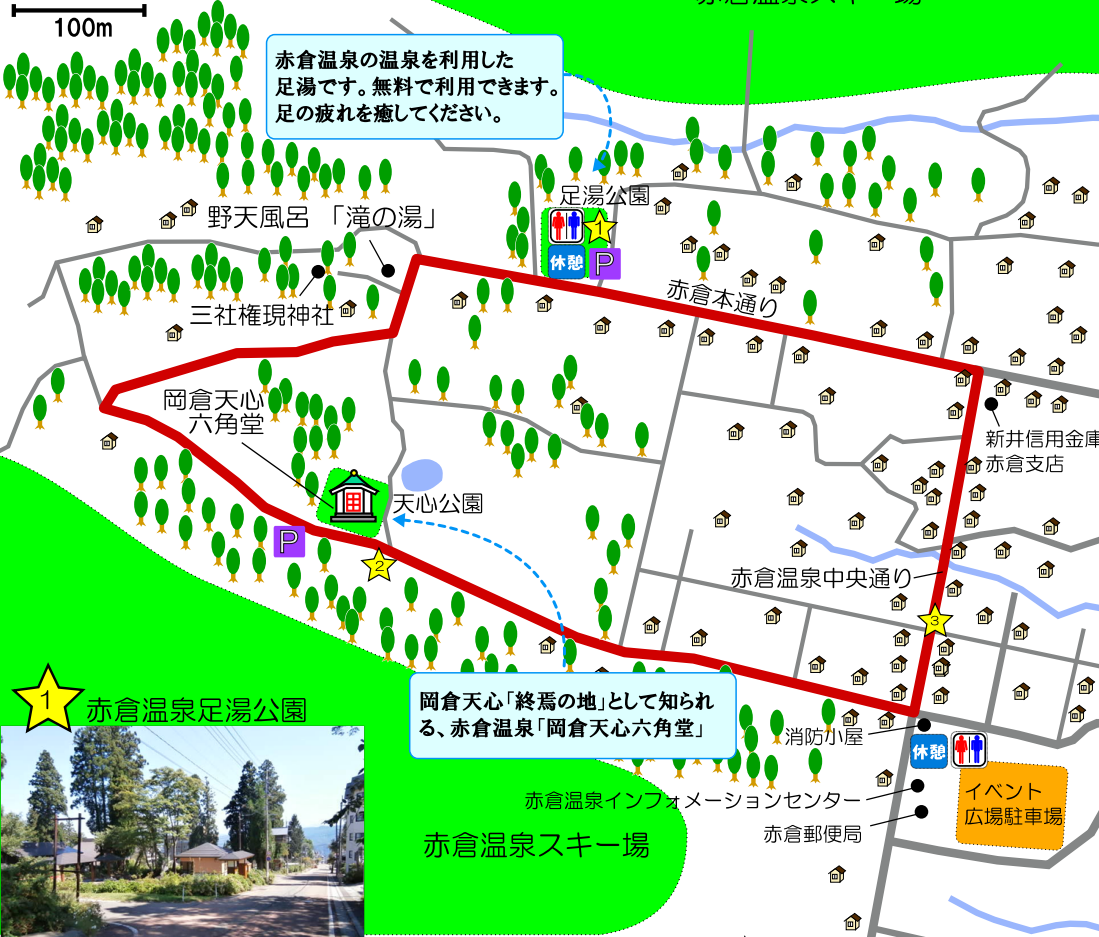 100m
赤倉温泉スキー場
赤倉温泉の温泉を利用した
足湯です。無料で利用できます。
足の疲れを癒してください。
足湯公園
1
休憩
P
野天風呂 「滝の湯」
赤倉本通り
三社権現神社
岡倉天心
六角堂
新井信用金庫
赤倉支店
天心公園
P
2
赤倉温泉中央通り
3
岡倉天心「終焉の地」として知られ
る、赤倉温泉「岡倉天心六角堂」
1
赤倉温泉足湯公園
消防小屋
休憩
赤倉温泉インフォメーションセンター
イベント
広場駐車場
赤倉郵便局
赤倉温泉スキー場